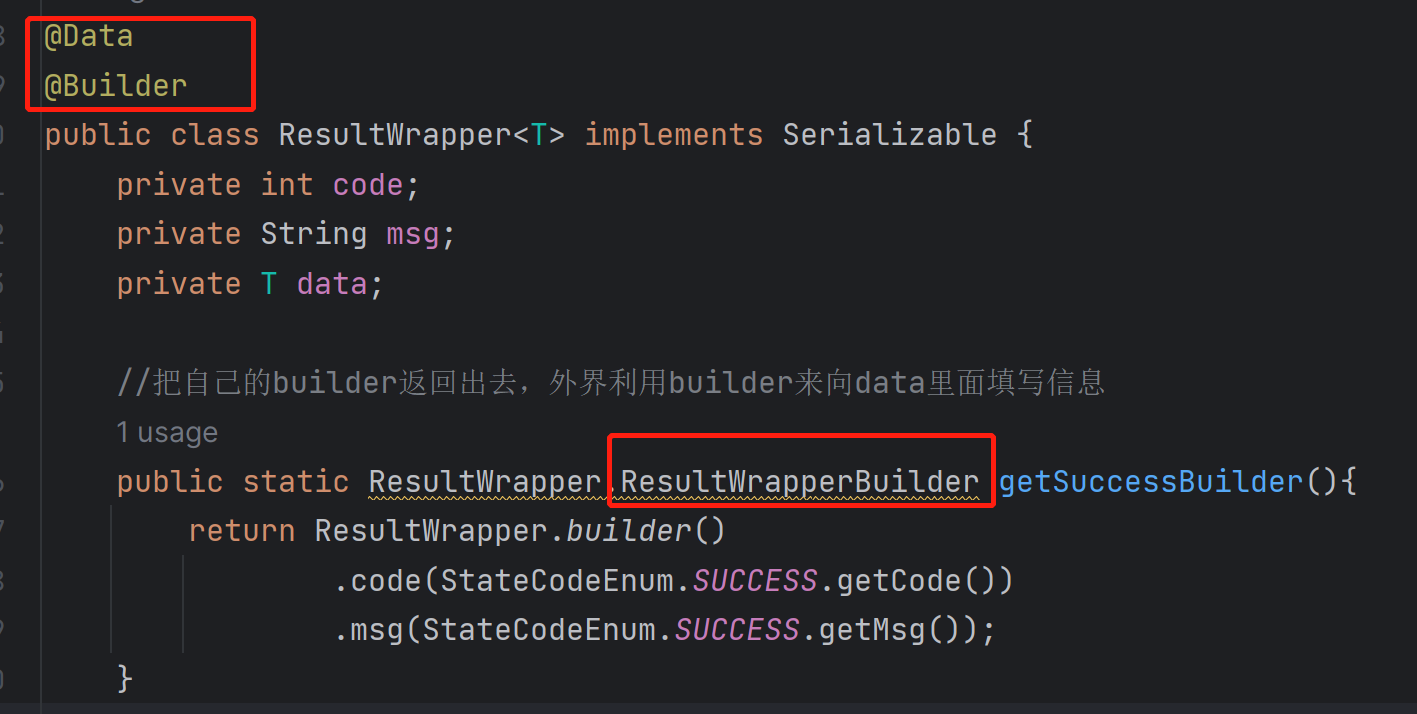 @Data
@Builder
public class ResultWrapper<T> implements Serializable {
private int code;
private String msg;
private T data;
//把自己的builder返回出去，外界利用builder来向data里面填写信息
1 usage
public static ResultWrapper.ResultWrapperBuilder getSuccessBuilder(){
return ResultWrapper.builder()
.code(StateCodeEnum.SUCCESS.getCode())
.msg(StateCodeEnum.SUCCESS.getMsg());
}